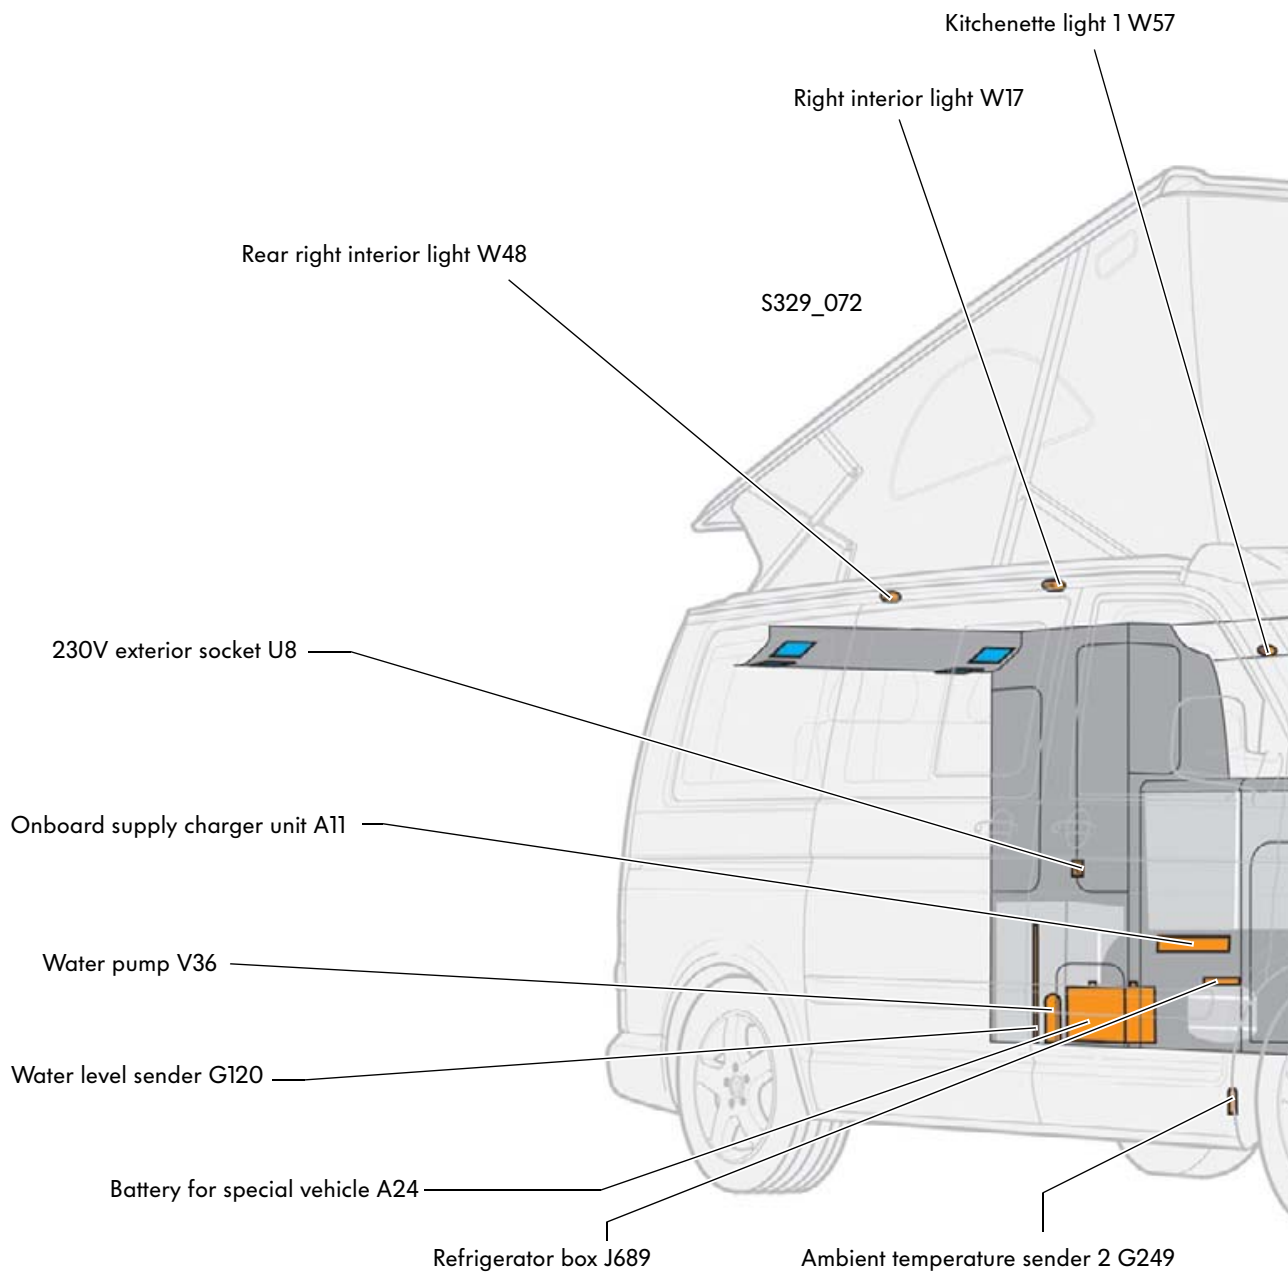 Kitchenette light 1 W57
Right interior light W17
Rear right interior light W48
S329_072
230V exterior socket U8
Onboard supply charger unit A11
Water pump V36
Water level sender G120
Battery for special vehicle A24
Refrigerator box J689
Ambient temperature sender 2 G249